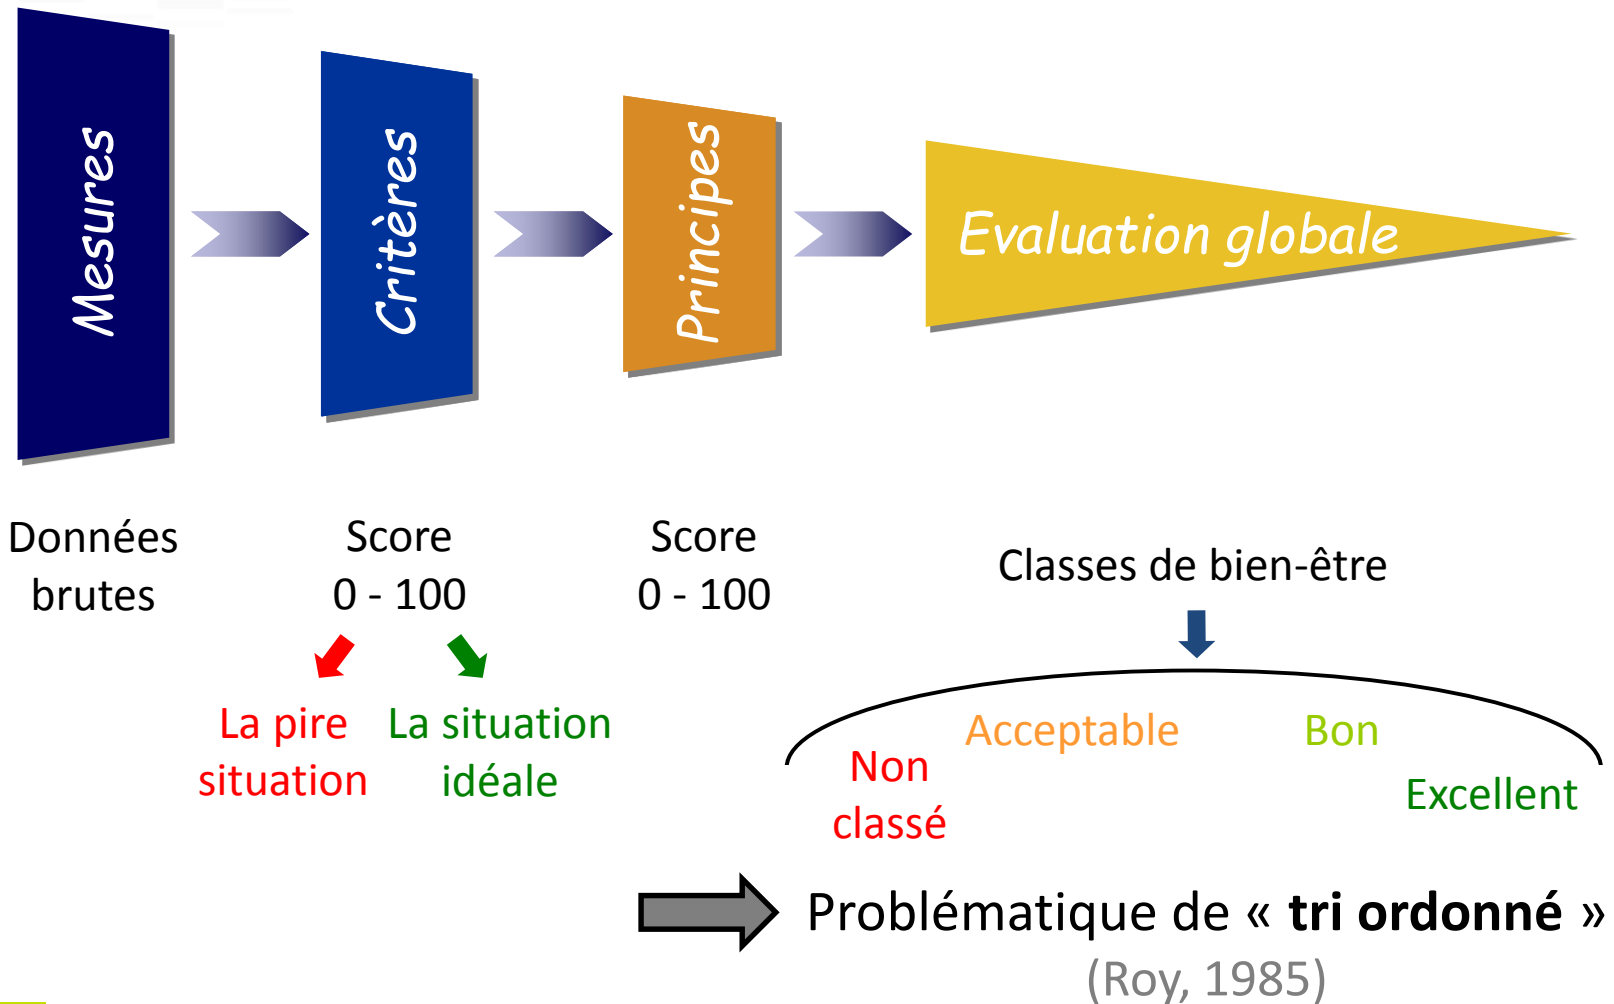 Mesures
Critères
Principes
Evaluation globale
Données
brutes
Score
0 - 100
Score
0 - 100
Classes de bien-être
La pire
situation
La situation
idéale
Non
classé
Acceptable
Bon
Excellent
Problématique de « tri ordonné »
(Roy, 1985)